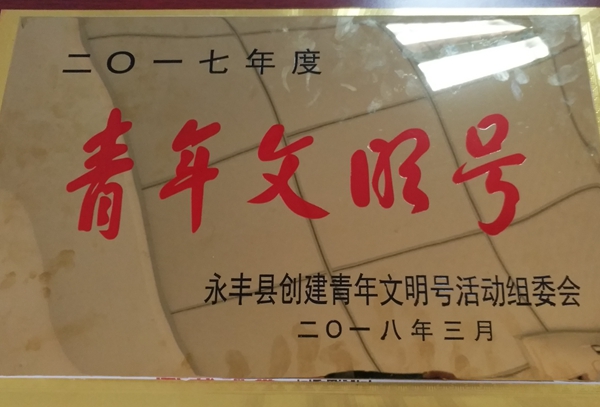 二〇一七年度
青年文明号
永丰县创建青年文明号活动组委会
二〇一八年三月